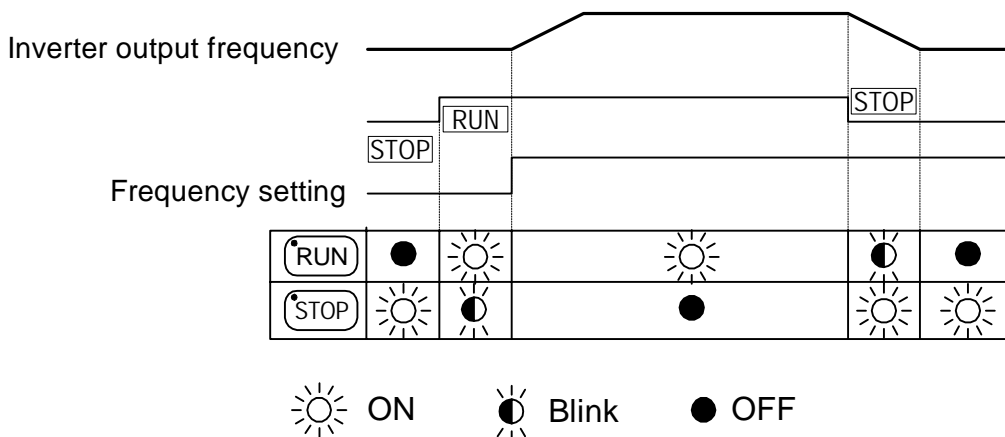 Inverter output frequency
STOP
RUN
STOP
Frequency setting
RUN
STOP
ON Blink OFF